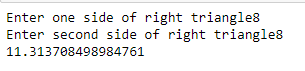 Enter one side of right triangle8
Enter second side of right triangle8
11.313708498984761